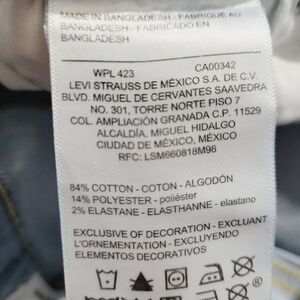 MADE IN BANGLADESH - FABRIQUÉ AU
BANGLADESH - FABRICADO EN
BANGLADESH
WPL 423 CA00342
LEVI STRAUSS DE MÉXICO S.A. DE C.V.
BLVD. MIGUEL DE CERVANTES SAAVEDRA
NO. 301, TORRE NORTE PISO 7
COL. AMPLIACIÓN GRANADA C.P. 11529
ALCALDÍA. MIGUEL HIDALGO
CIUDAD DE MÉXICO, MÉXICO
RFC: LSM660818M98
84% COTTON - COTON - ALGODÓN
14% POLYESTER - poliéster
2% ELASTANE - ELASTHANNE - elastano
EXCLUSIVE OF DECORATION - EXCLUANT
L'ORNEMENTATION - EXCLUYENDO
ELEMENTOS DECORATIVOS